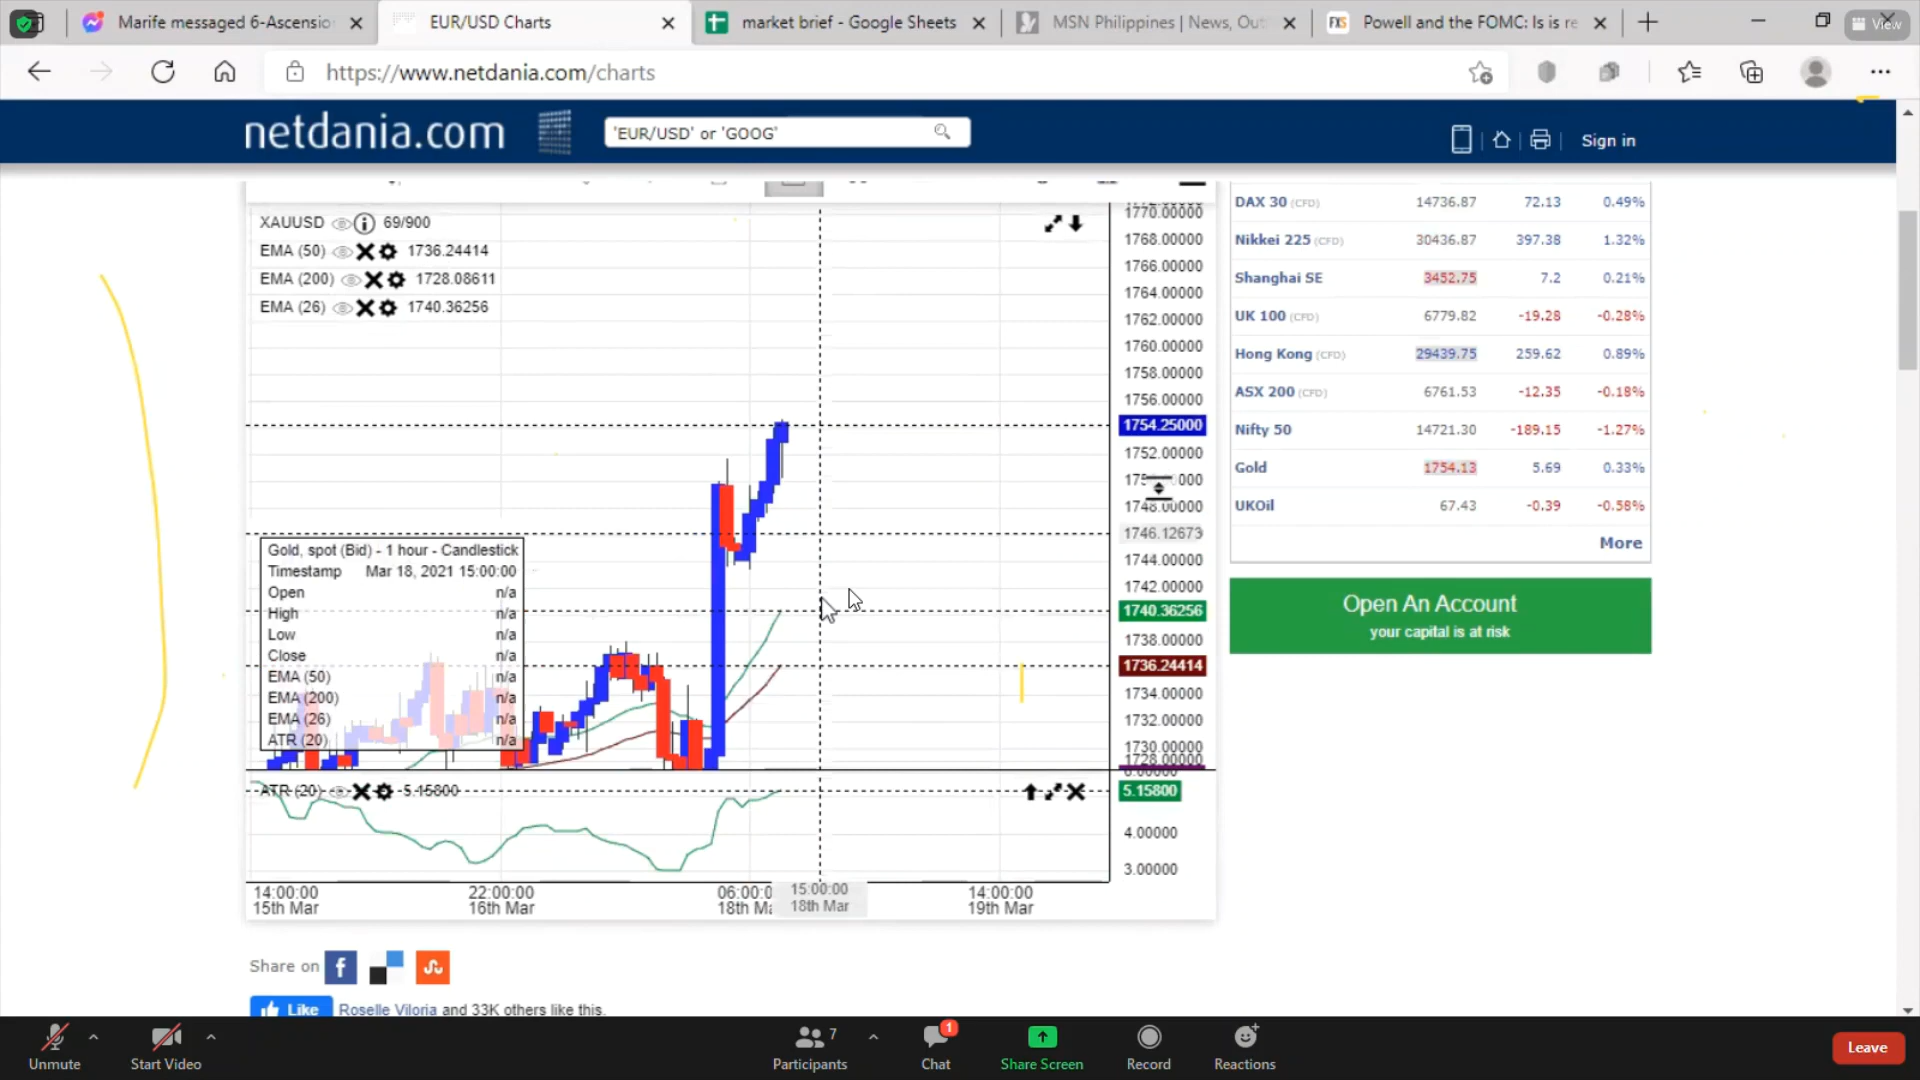 Marife messaged 6-Ascensio
EUR/USD Charts
market brief - Google Sheets
MSN Philippines | News, Out
FXS Powell and the FOMC: Is is re
View
https://www.netdania.com/charts
netdania.com
'EUR/USD' or 'GOOG'
Sign in
XAUUSD 69/900
EMA (50) 1736.24414
EMA (200) 1728.08611
EMA (26) 1740.36256
1770.00000
1768.00000
1766.00000
1764.00000
1762.00000
1760.00000
1758.00000
1756.00000
1754.25000
1752.00000
1748.00000
1746.12673
1744.00000
1742.00000
1740.36256
1738.00000
1736.24414
1734.00000
1732.00000
1730.00000
1728.00000
Gold, spot (Bid) - 1 hour - Candlestick
Timestamp Mar 18, 2021 15:00:00
Open n/a
High n/a
Low n/a
Close n/a
EMA (50) n/a
EMA (200) n/a
EMA (26) n/a
ATR (20) n/a
ATR (20) 5.15800
6.00000
5.15800
4.00000
3.00000
14:00:00
15th Mar
22:00:00
16th Mar
06:00:0
18th Ma
15:00:00
18th Mar
14:00:00
19th Mar
DAX 30 (CFD) 14736.87 72.13 0.49%
Nikkei 225 (CFD) 30436.87 397.38 1.32%
Shanghai SE 3452.75 7.2 0.21%
UK 100 (CFD) 6779.82 -19.28 -0.28%
Hong Kong (CFD) 29439.75 259.62 0.89%
ASX 200 (CFD) 6761.53 -12.35 -0.18%
Nifty 50 14721.30 -189.15 -1.27%
Gold 1754.13 5.69 0.33%
UKOil 67.43 -0.39 -0.58%
More
Open An Account
your capital is at risk
Share on
Like Roselle Viloria and 33K others like this.
Unmute
Start Video
7
Participants
1
Chat
Share Screen
Record
Reactions
Leave